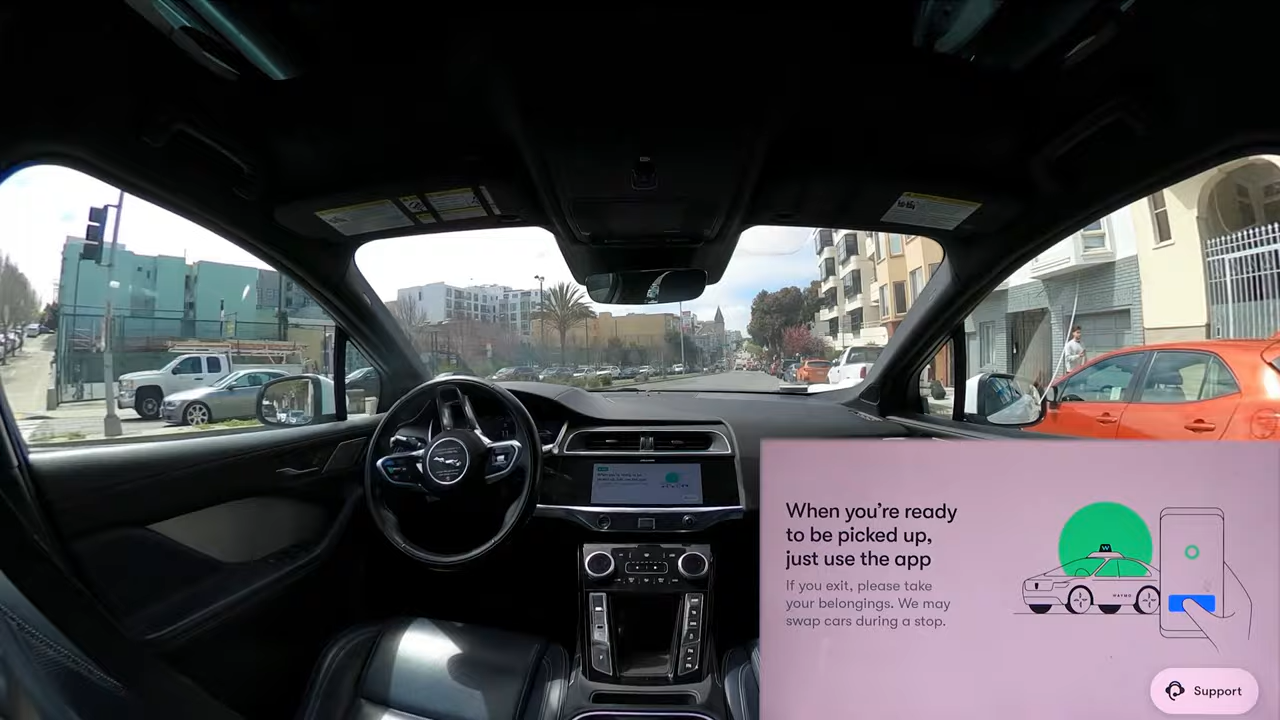 When you're ready
to be picked up,
just use the app
If you exit, please take
your belongings. We may
swap cars during a stop.
W
WAYMO
Support